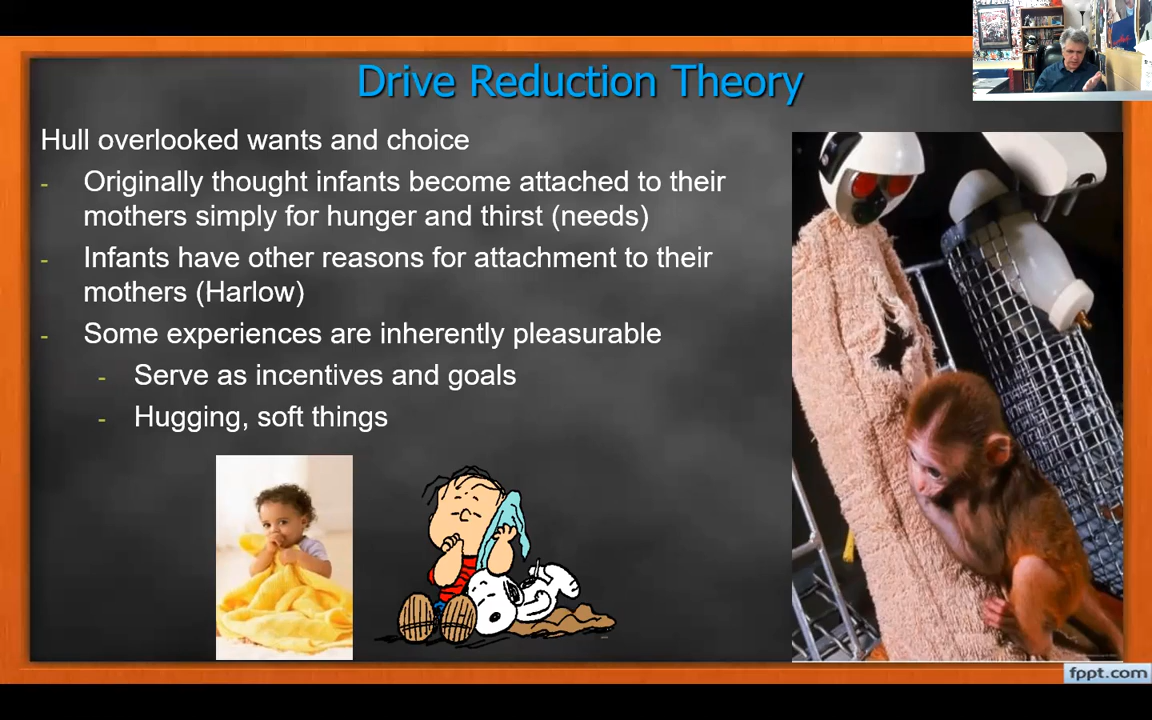 Drive Reduction Theory
Hull overlooked wants and choice
- Originally thought infants become attached to their
mothers simply for hunger and thirst (needs)
- Infants have other reasons for attachment to their
mothers (Harlow)
- Some experiences are inherently pleasurable
- Serve as incentives and goals
- Hugging, soft things
fppt.com